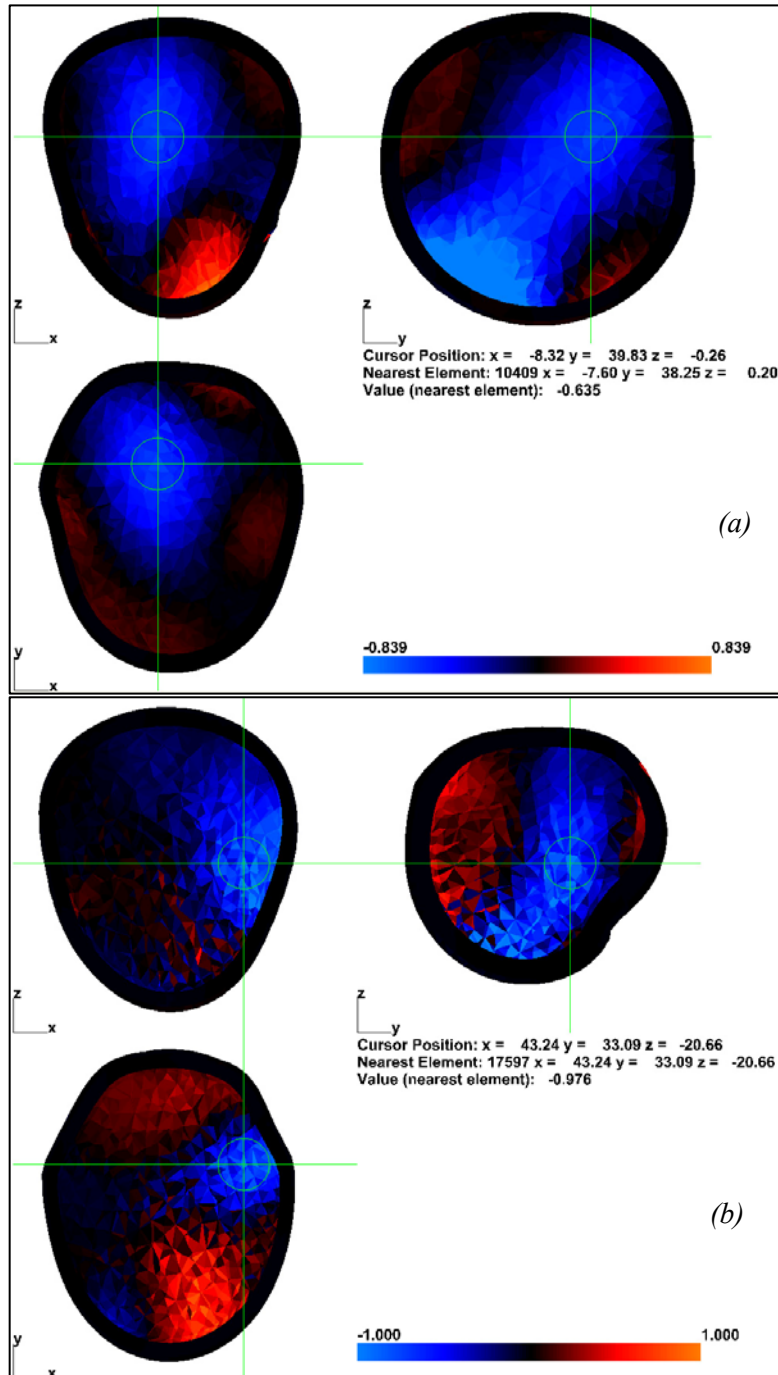 z
x
z
y
Cursor Position: x = -8.32 y = 39.83 z = -0.26
Nearest Element: 10409 x = -7.60 y = 38.25 z = 0.20
Value (nearest element): -0.635
(a)
y
x
-0.839 0.839
z
x
z
y
Cursor Position: x = 43.24 y = 33.09 z = -20.66
Nearest Element: 17597 x = 43.24 y = 33.09 z = -20.66
Value (nearest element): -0.976
(b)
y
x
-1.000 1.000